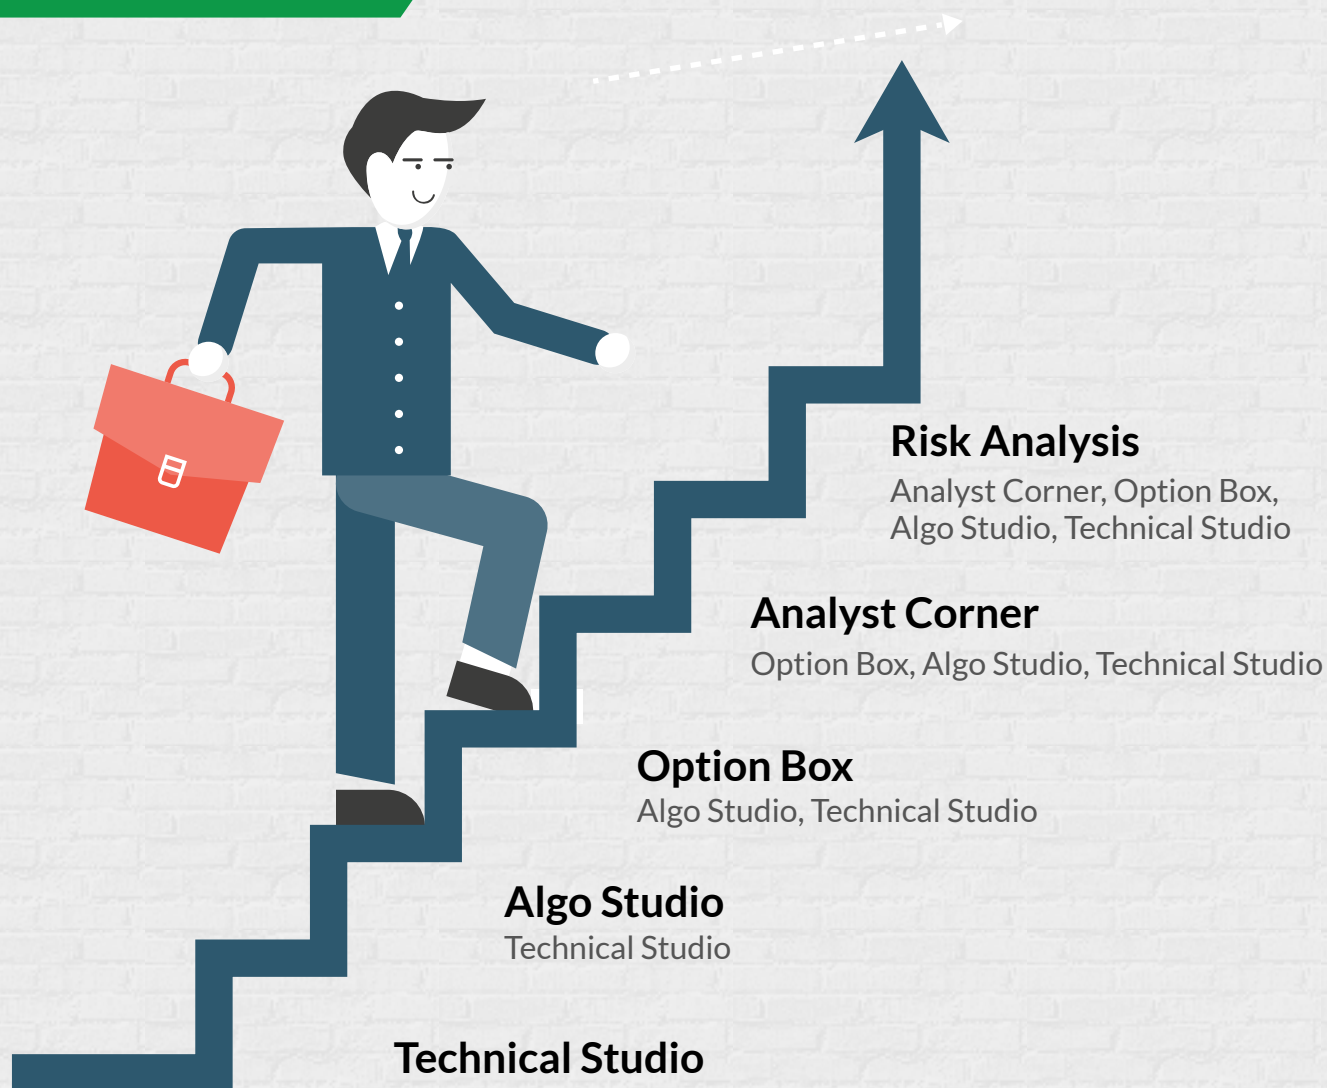 Risk Analysis
Analyst Corner, Option Box,
Algo Studio, Technical Studio
Analyst Corner
Option Box, Algo Studio, Technical Studio
Option Box
Algo Studio, Technical Studio
Algo Studio
Technical Studio
Technical Studio